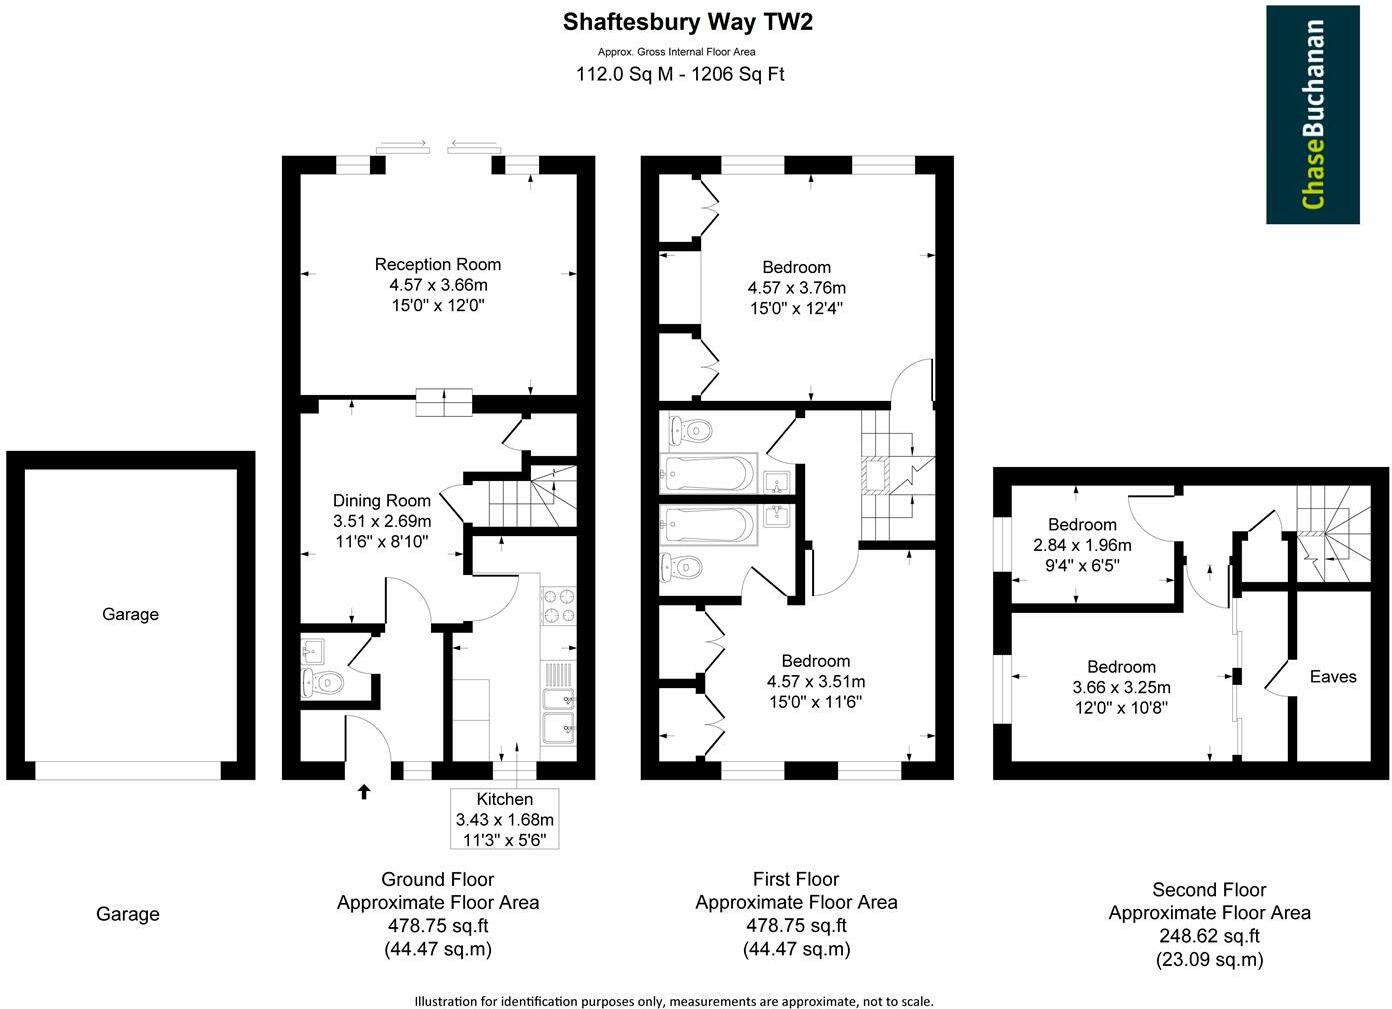 Shaftesbury Way TW2
Approx. Gross Internal Floor Area
112.0 Sq M - 1206 Sq Ft
ChaseBuchanan
Reception Room
4.57 x 3.66m
15'0" x 12'0"
Dining Room
3.51 x 2.69m
11'6" x 8'10"
Kitchen
3.43 x 1.68m
11'3" x 5'6"
Garage
Bedroom
4.57 x 3.76m
15'0" x 12'4"
Bedroom
4.57 x 3.51m
15'0" x 11'6"
Bedroom
2.84 x 1.96m
9'4" x 6'5"
Bedroom
3.66 x 3.25m
12'0" x 10'8"
Eaves
Garage
Ground Floor
Approximate Floor Area
478.75 sq.ft
(44.47 sq.m)
First Floor
Approximate Floor Area
478.75 sq.ft
(44.47 sq.m)
Second Floor
Approximate Floor Area
248.62 sq.ft
(23.09 sq.m)
Illustration for identification purposes only, measurements are approximate, not to scale.